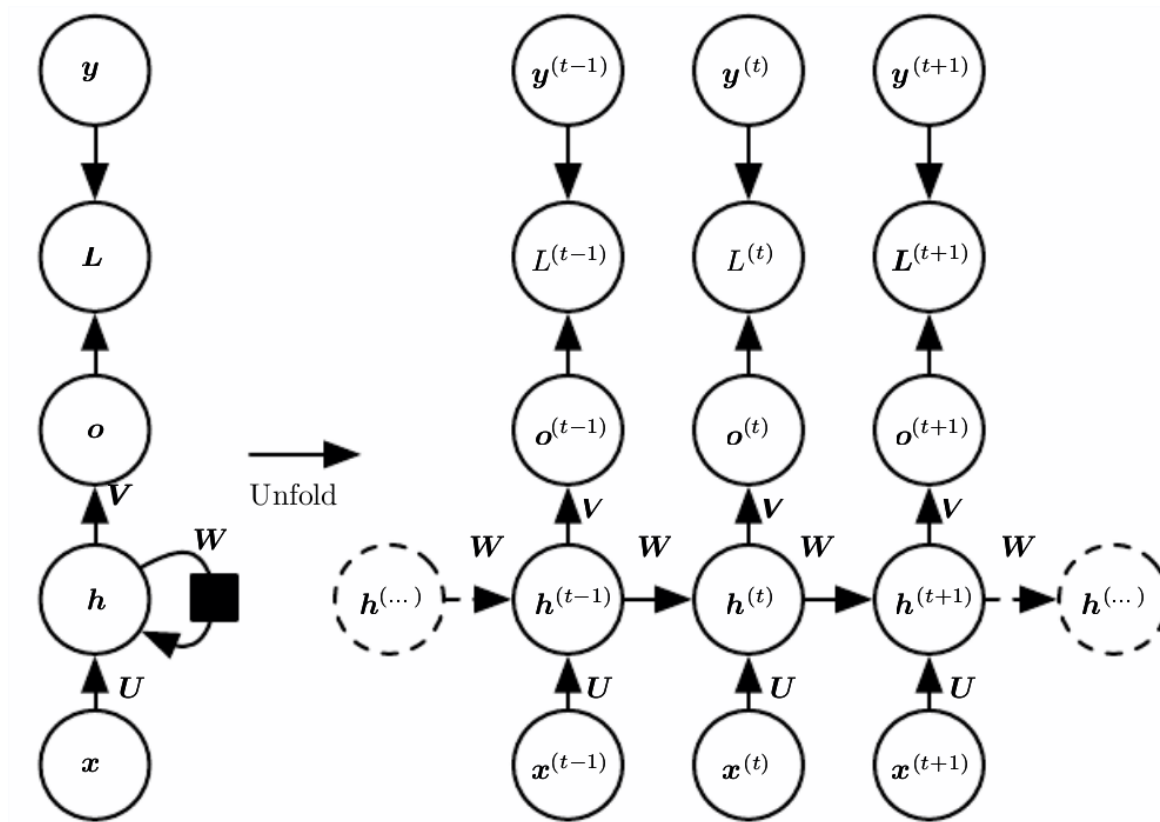 y y^{(t-1)} y^{(t)} y^{(t+1)}
L L^{(t-1)} L^{(t)} L^{(t+1)}
o o^{(t-1)} o^{(t)} o^{(t+1)}
Unfold
V V V V
W W W W W
h h^{(...)} h^{(t-1)} h^{(t)} h^{(t+1)} h^{(...)}
U U U U
x x^{(t-1)} x^{(t)} x^{(t+1)}